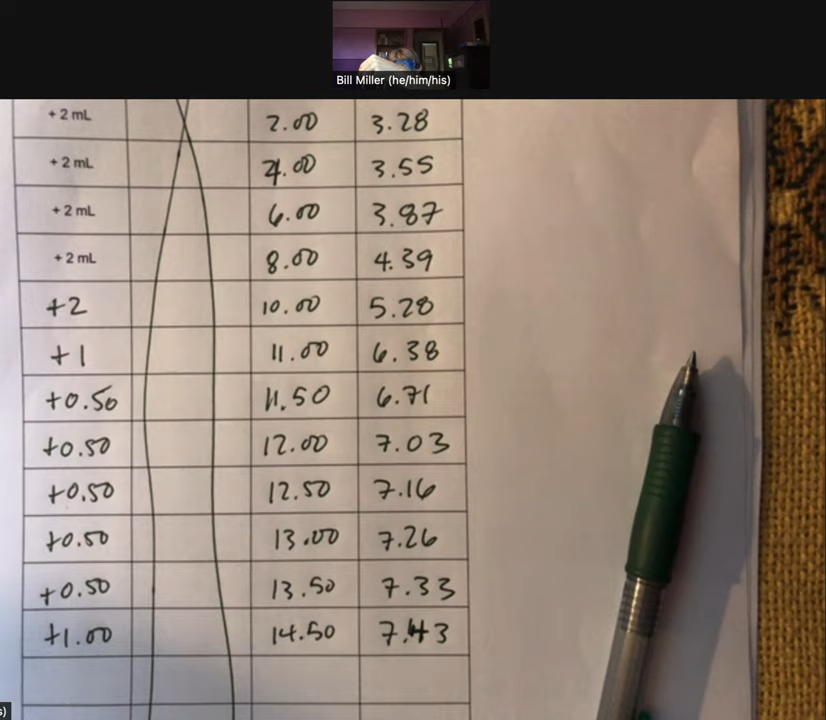 Bill Miller (he/him/his)
+ 2 mL 2.00 3.28
+ 2 mL 4.00 3.55
+ 2 mL 6.00 3.87
+ 2 mL 8.00 4.39
+2 10.00 5.28
+1 11.00 6.38
+0.50 11.50 6.71
+0.50 12.00 7.03
+0.50 12.50 7.16
+0.50 13.00 7.26
+0.50 13.50 7.33
+1.00 14.50 7.43
s)